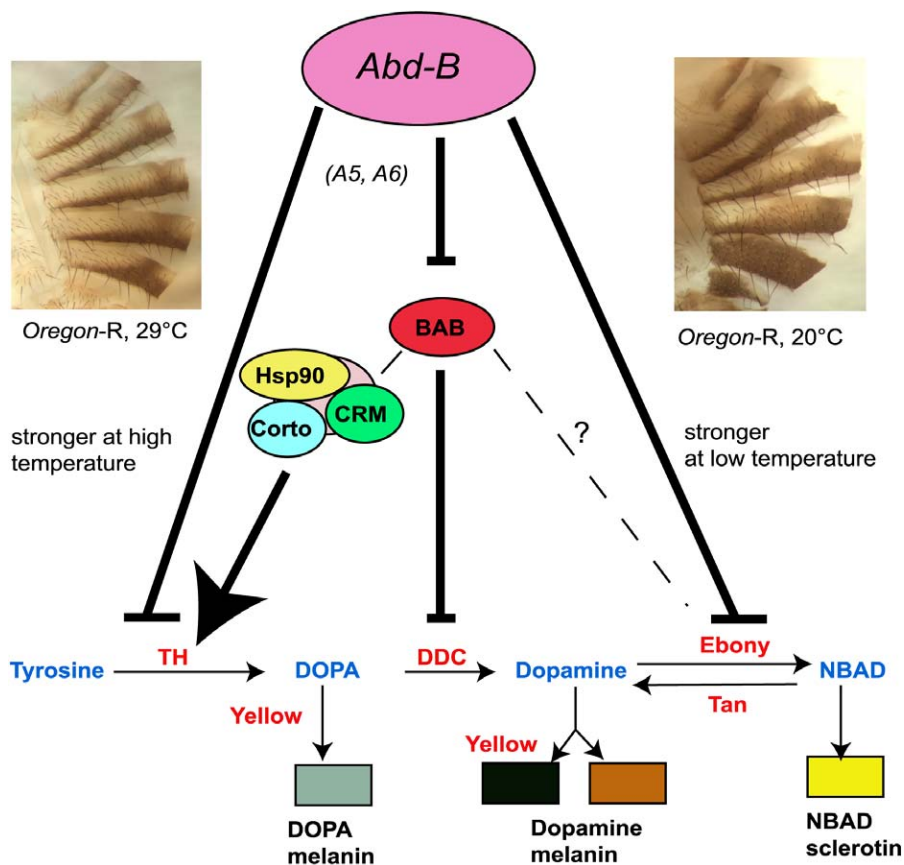 Abd-B
(A5, A6)
Oregon-R, 29°C
Oregon-R, 20°C
BAB
Hsp90
CRM
Corto
stronger at high
temperature
?
stronger
at low temperature
Tyrosine
TH
DOPA
DDC
Dopamine
Ebony
Tan
NBAD
Yellow
Yellow
DOPA
melanin
Dopamine
melanin
NBAD
sclerotin